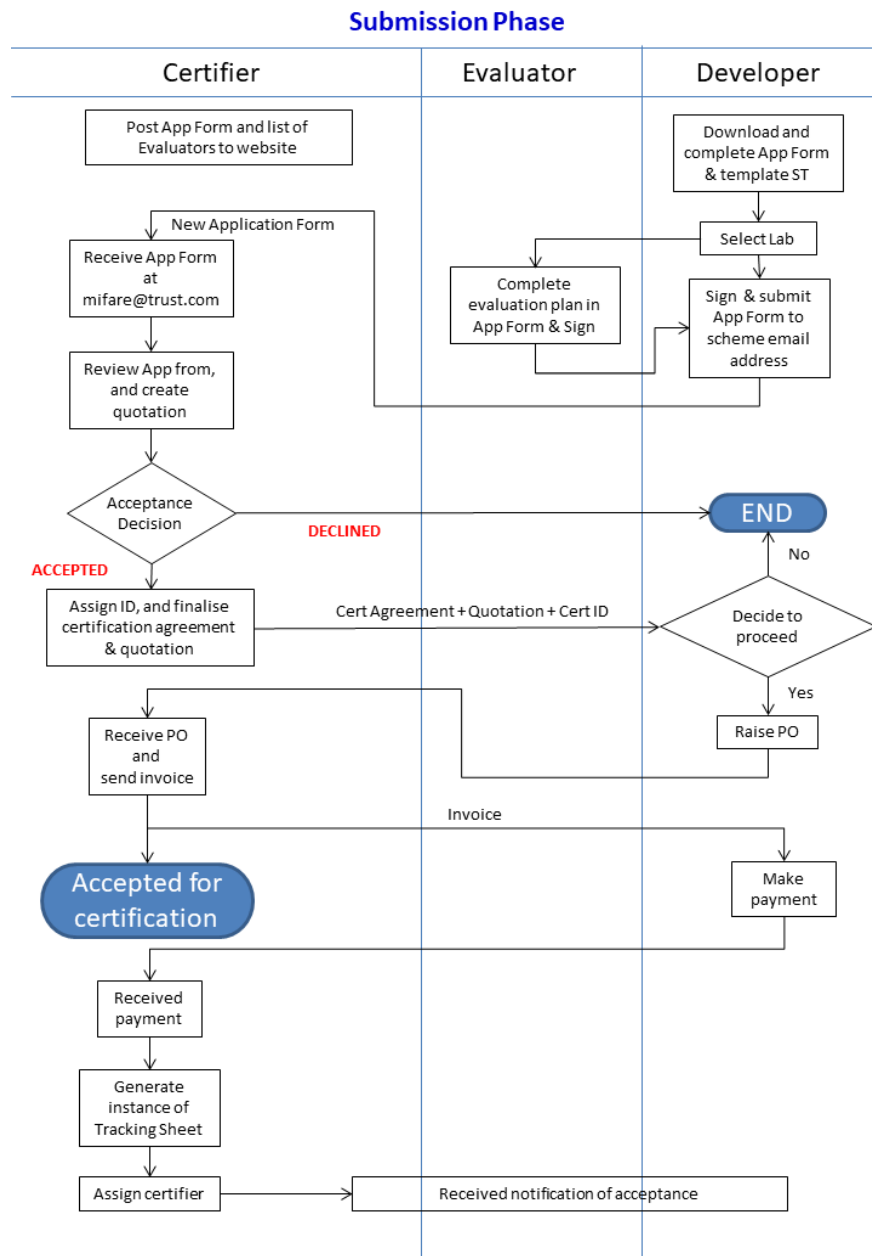 Submission Phase
Certifier
Evaluator
Developer
Post App Form and list of
Evaluators to website
Download and
complete App Form
& template ST
New Application Form
Select Lab
Receive App Form
at
mifare@trust.com
Complete
evaluation plan in
App Form & Sign
Sign & submit
App Form to
scheme email
address
Review App from,
and create
quotation
Acceptance
Decision
DECLINED
END
ACCEPTED
No
Assign ID, and finalise
certification agreement
& quotation
Cert Agreement + Quotation + Cert ID
Decide to
proceed
Yes
Receive PO
and
send invoice
Raise PO
Invoice
Accepted for
certification
Make
payment
Received
payment
Generate
instance of
Tracking Sheet
Assign certifier
Received notification of acceptance